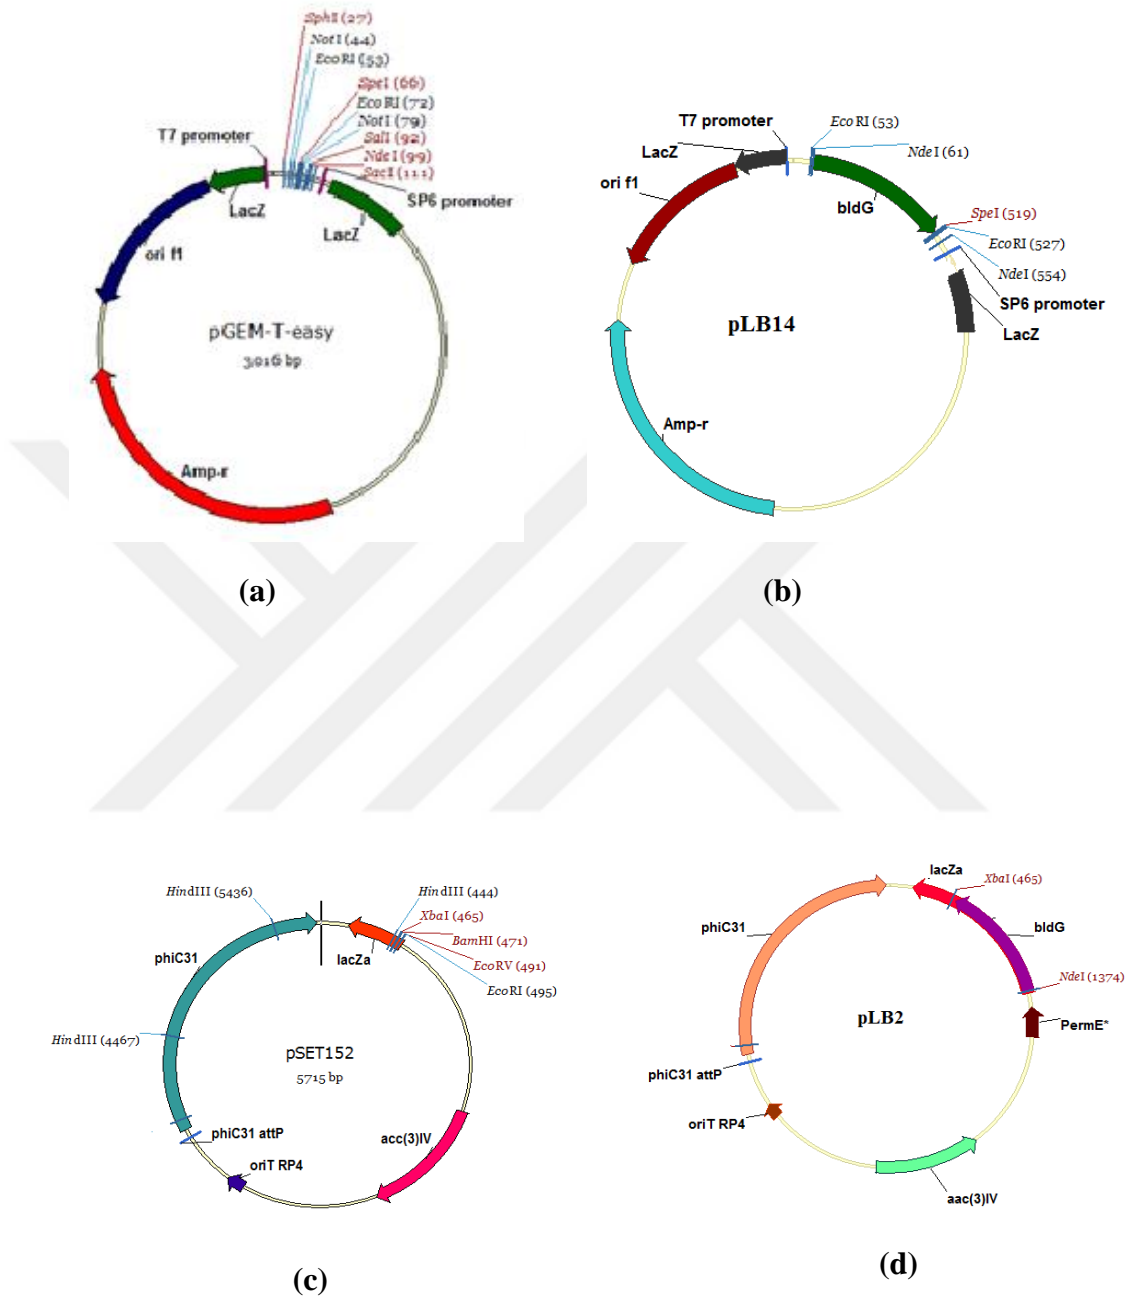 SphI (27)
NotI (44)
EcoRI (53)
SpeI (66)
EcoRI (72)
NotI (79)
SalI (92)
NdeI (99)
SacII (111)
T7 promoter
SP6 promoter
LacZ
LacZ
ori f1
pGEM-T-easy
3016 bp
Amp-r
(a)
EcoRI (53)
T7 promoter
LacZ
NdeI (61)
ori f1
bldG
SpeI (519)
EcoRI (527)
NdeI (554)
SP6 promoter
LacZ
pLB14
Amp-r
(b)
HindIII (5436)
HindIII (444)
XbaI (465)
BamHI (471)
EcoRV (491)
EcoRI (495)
phiC31
lacZa
HindIII (4467)
pSET152
5715 bp
phiC31 attP
acc(3)IV
oriT RP4
(c)
lacZa
XbaI (465)
phiC31
bldG
NdeI (1374)
pLB2
PermE*
phiC31 attP
oriT RP4
aac(3)IV
(d)